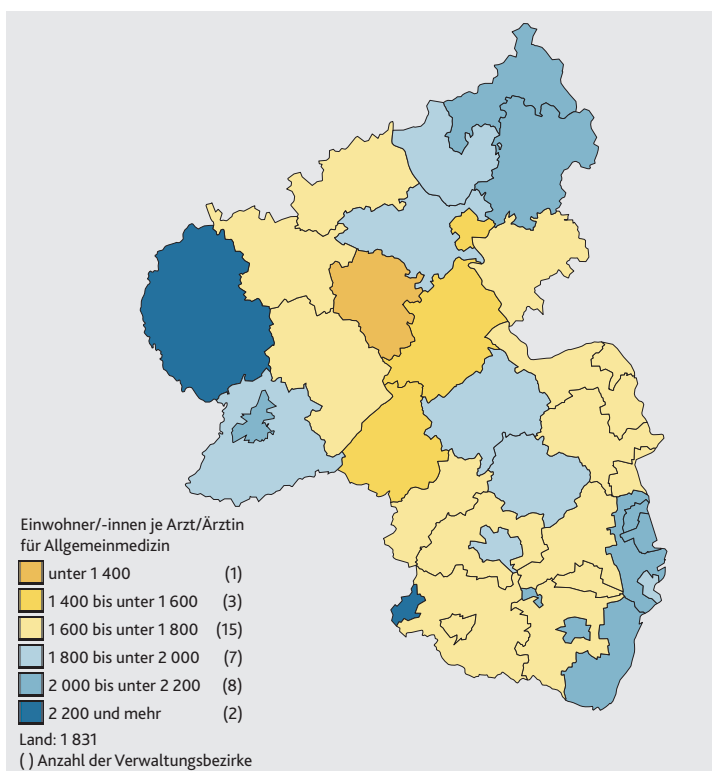 Einwohner/-innen je Arzt/Ärztin
für Allgemeinmedizin
unter 1 400 (1)
1 400 bis unter 1 600 (3)
1 600 bis unter 1 800 (15)
1 800 bis unter 2 000 (7)
2 000 bis unter 2 200 (8)
2 200 und mehr (2)
Land: 1 831
( ) Anzahl der Verwaltungsbezirke